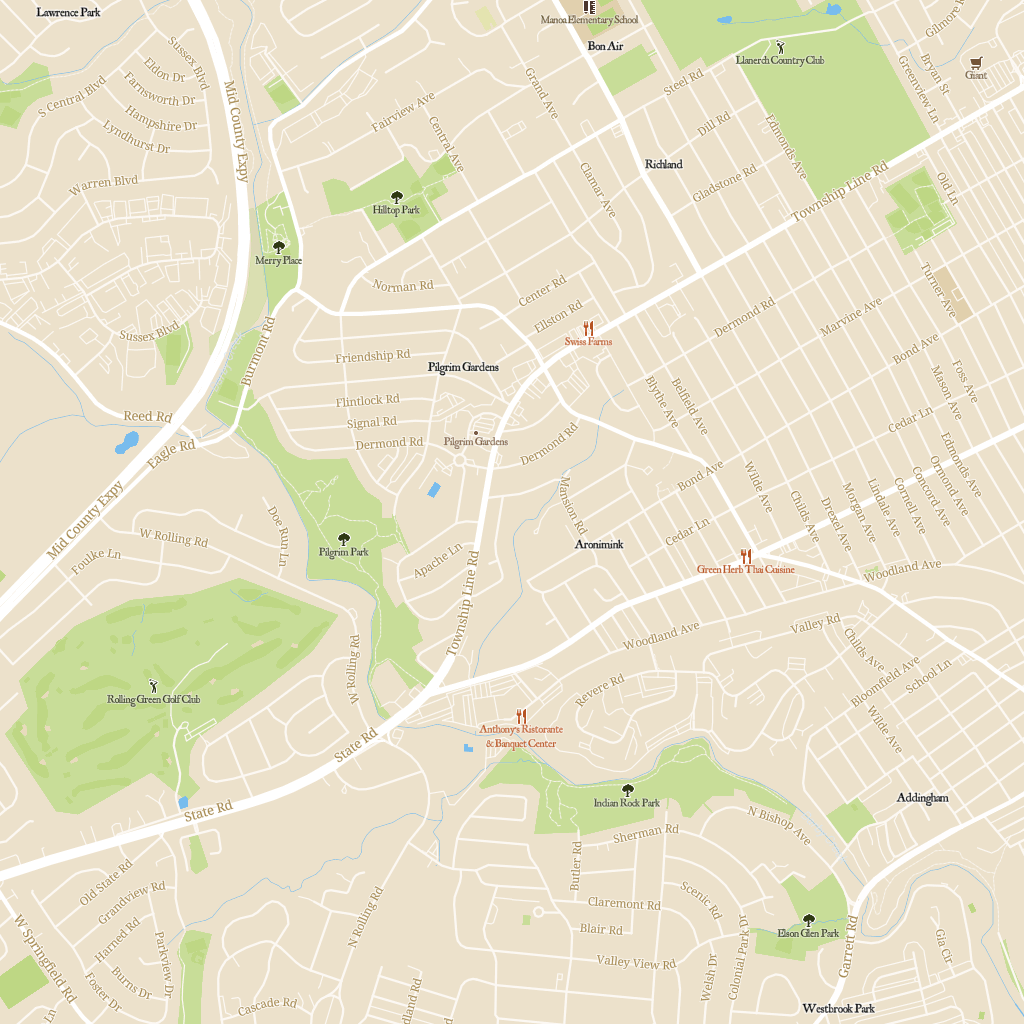 Lawrence Park
Manoa Elementary School
Bon Air
Llanerch Country Club
Gilmore R
Giant
Sussex Blvd
Eldon Dr
Farnsworth Dr
S Central Blvd
Hampshire Dr
Lyndhurst Dr
Mid County Expy
Warren Blvd
Fairview Ave
Central Ave
Grand Ave
Steel Rd
Dill Rd
Edmonds Ave
Greenview Ln
Bryan St
Richland
Clamar Ave
Gladstone Rd
Township Line Rd
Old Ln
Hilltop Park
Merry Place
Norman Rd
Center Rd
Ellston Rd
Swiss Farms
Dermond Rd
Marvine Ave
Turner Ave
Sussex Blvd
Burmont Rd
Friendship Rd
Pilgrim Gardens
Bond Ave
Foss Ave
Mason Ave
Blythe Ave
Belfield Ave
Flintlock Rd
Signal Rd
Dermond Rd
Pilgrim Gardens
Dermond Rd
Cedar Ln
Reed Rd
Eagle Rd
Mid County Expy
Edmonds Ave
Ormond Ave
Concord Ave
Cornell Ave
Lindale Ave
Morgan Ave
Drexel Ave
Childs Ave
Wilde Ave
Bond Ave
Mansion Rd
Cedar Ln
Aronimink
Doe Run Ln
W Rolling Rd
Foulke Ln
Pilgrim Park
Apache Ln
Township Line Rd
Green Herb Thai Cuisine
Woodland Ave
Woodland Ave
Valley Rd
Childs Ave
Bloomfield Ave
School Ln
Wilde Ave
W Rolling Rd
Rolling Green Golf Club
Revere Rd
Anthony's Ristorante
& Banquet Center
State Rd
State Rd
Indian Rock Park
Addingham
N Bishop Ave
Sherman Rd
Butler Rd
Old State Rd
Grandview Rd
Harned Rd
Burns Dr
Foster Dr
Parkview Dr
W Springfield Rd
Ln
N Rolling Rd
Cascade Rd
dland Rd
Claremont Rd
Blair Rd
Valley View Rd
Scenic Rd
Welsh Dr
Colonial Park Dr
Elson Glen Park
Garrett Rd
Gia Cir
Westbrook Park